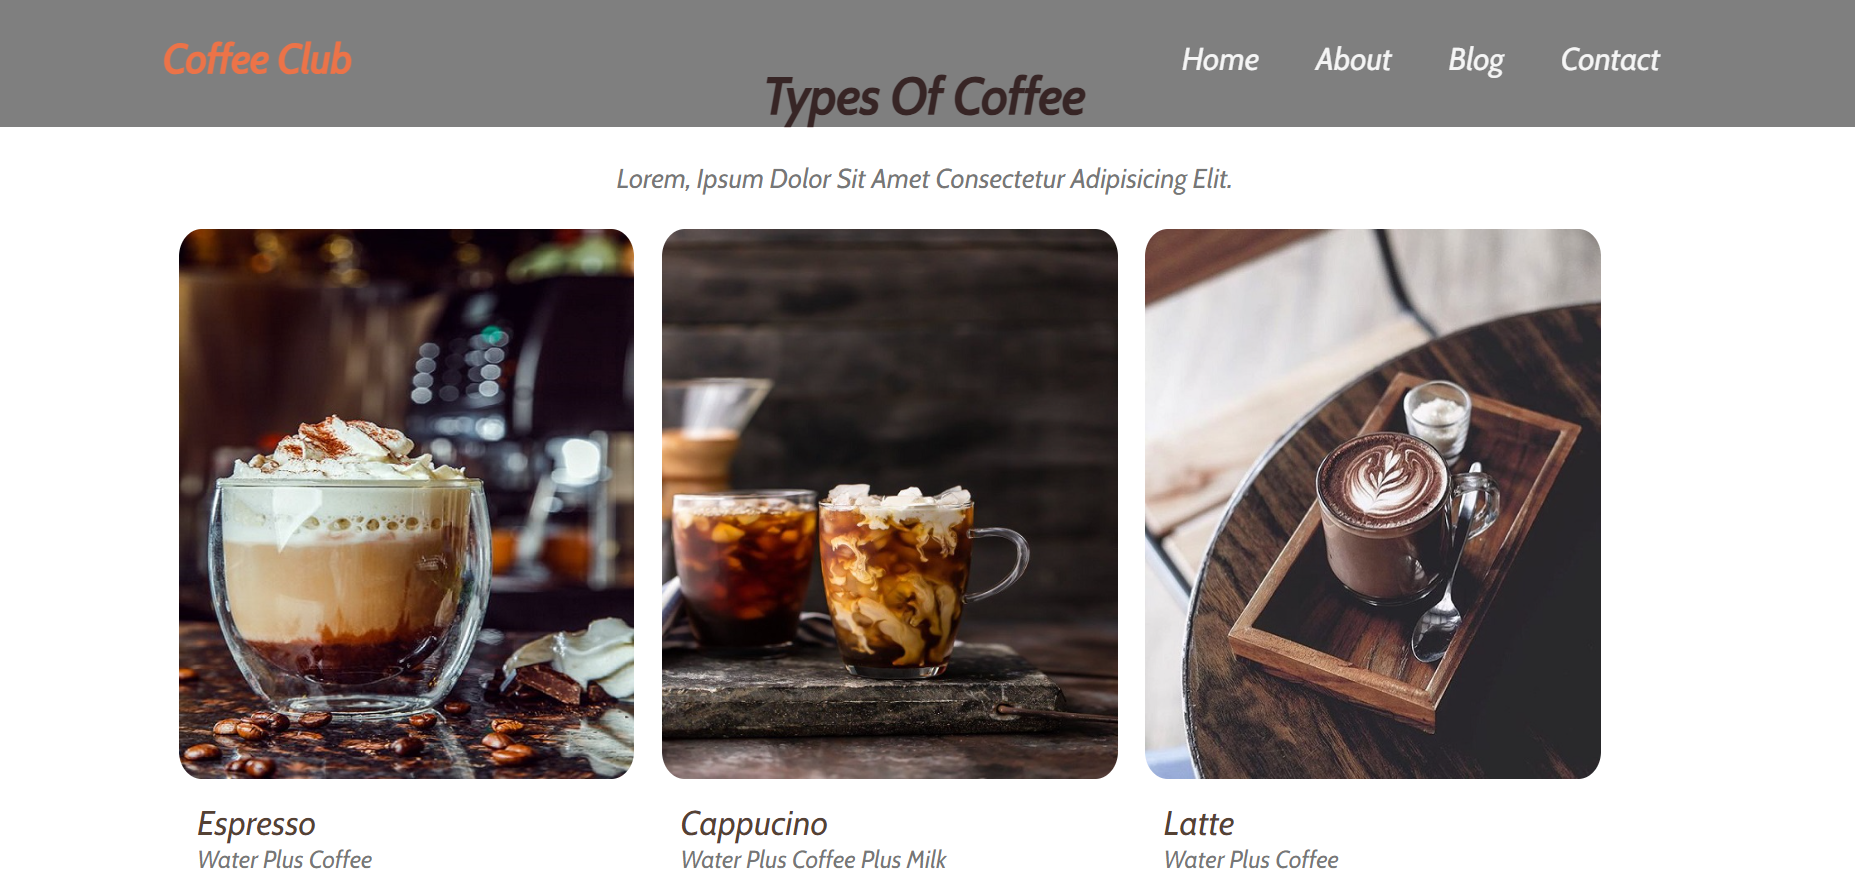 Coffee Club
Home About Blog Contact
Types Of Coffee
Lorem, Ipsum Dolor Sit Amet Consectetur Adipisicing Elit.
Espresso
Water Plus Coffee
Cappucino
Water Plus Coffee Plus Milk
Latte
Water Plus Coffee